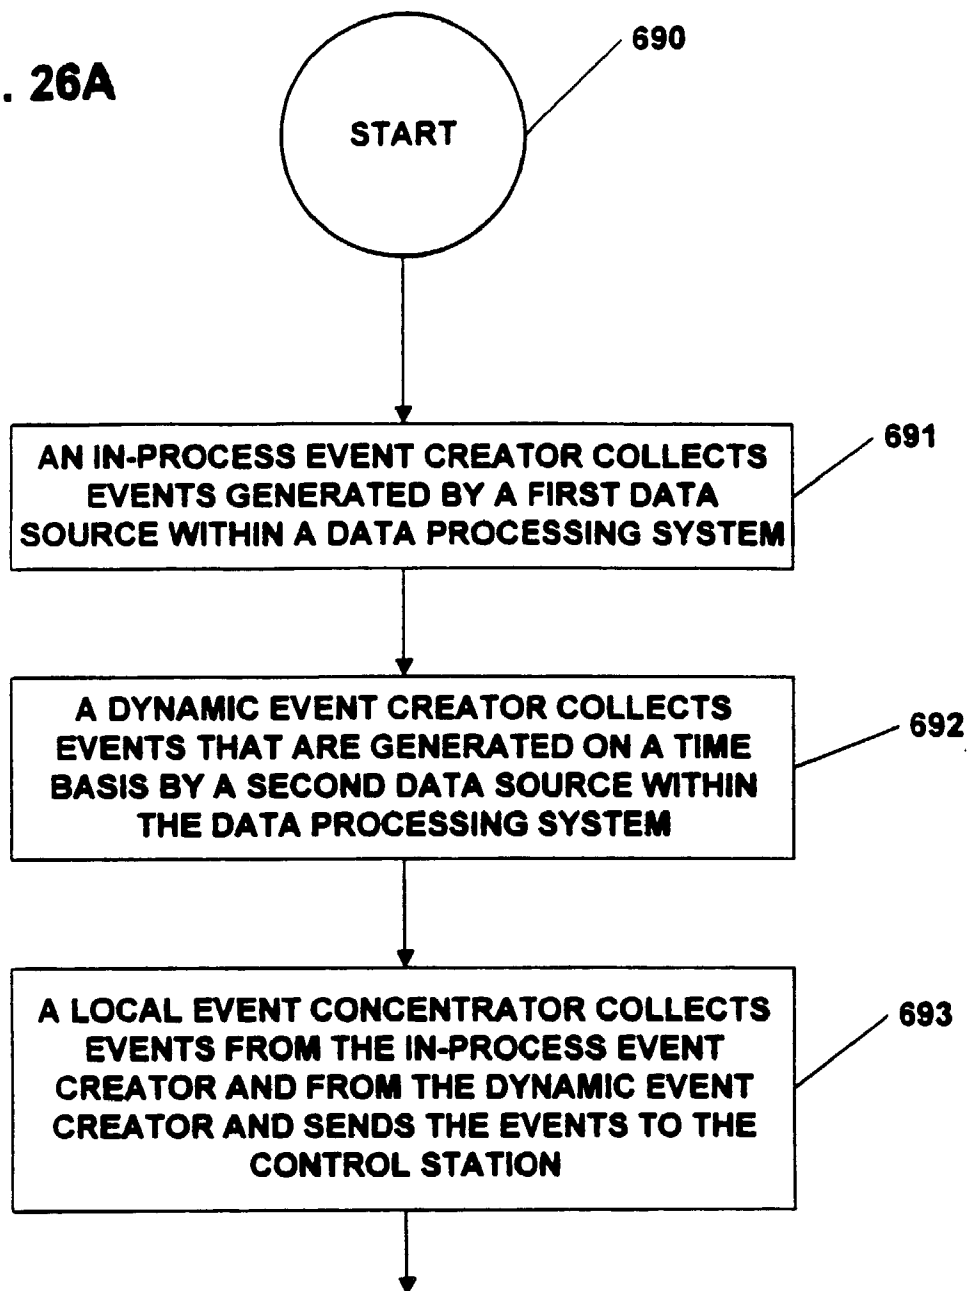 . 26A
690
START
691
AN IN-PROCESS EVENT CREATOR COLLECTS
EVENTS GENERATED BY A FIRST DATA
SOURCE WITHIN A DATA PROCESSING SYSTEM
692
A DYNAMIC EVENT CREATOR COLLECTS
EVENTS THAT ARE GENERATED ON A TIME
BASIS BY A SECOND DATA SOURCE WITHIN
THE DATA PROCESSING SYSTEM
693
A LOCAL EVENT CONCENTRATOR COLLECTS
EVENTS FROM THE IN-PROCESS EVENT
CREATOR AND FROM THE DYNAMIC EVENT
CREATOR AND SENDS THE EVENTS TO THE
CONTROL STATION